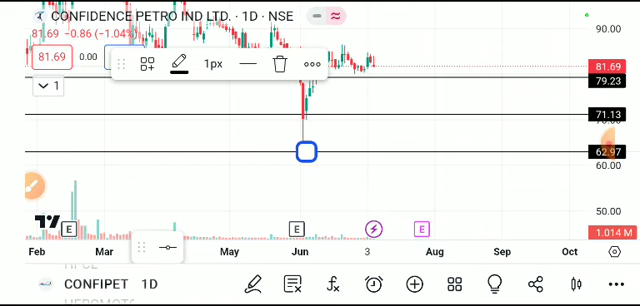 CONFIDENCE PETRO IND LTD. · 1D · NSE
81.69 −0.86 (−1.04%)
81.69 0.00
1px
1
90.00
81.69
79.23
71.13
62.97
60.00
50.00
1.014 M
E E E
Feb Mar May Jun 3 Aug Sep Oct
CONFIPET 1D